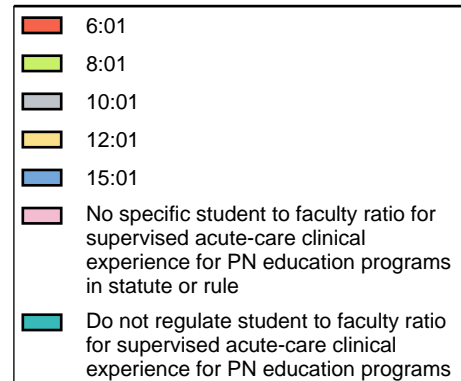 6:01
8:01
10:01
12:01
15:01
No specific student to faculty ratio for
supervised acute-care clinical
experience for PN education programs
in statute or rule
Do not regulate student to faculty ratio
for supervised acute-care clinical
experience for PN education programs